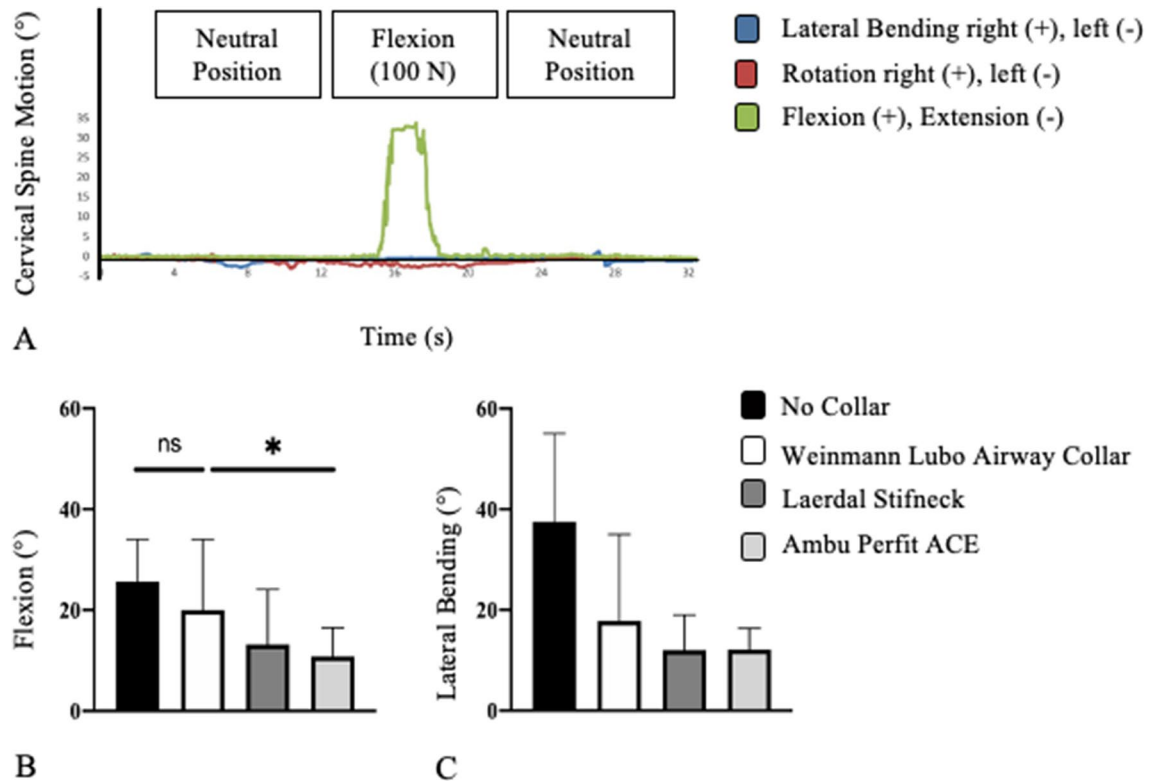 Cervical Spine Motion (°)
Neutral
Position
Flexion
(100 N)
Neutral
Position
Lateral Bending right (+), left (-)
Rotation right (+), left (-)
Flexion (+), Extension (-)
35
30
25
20
15
10
5
0
-5
4
8
12
16
20
24
28
32
A
Time (s)
Flexion (°)
60
40
20
0
ns
*
B
Lateral Bending (°)
60
40
20
0
C
No Collar
Weinmann Lubo Airway Collar
Laerdal Stifneck
Ambu Perfit ACE